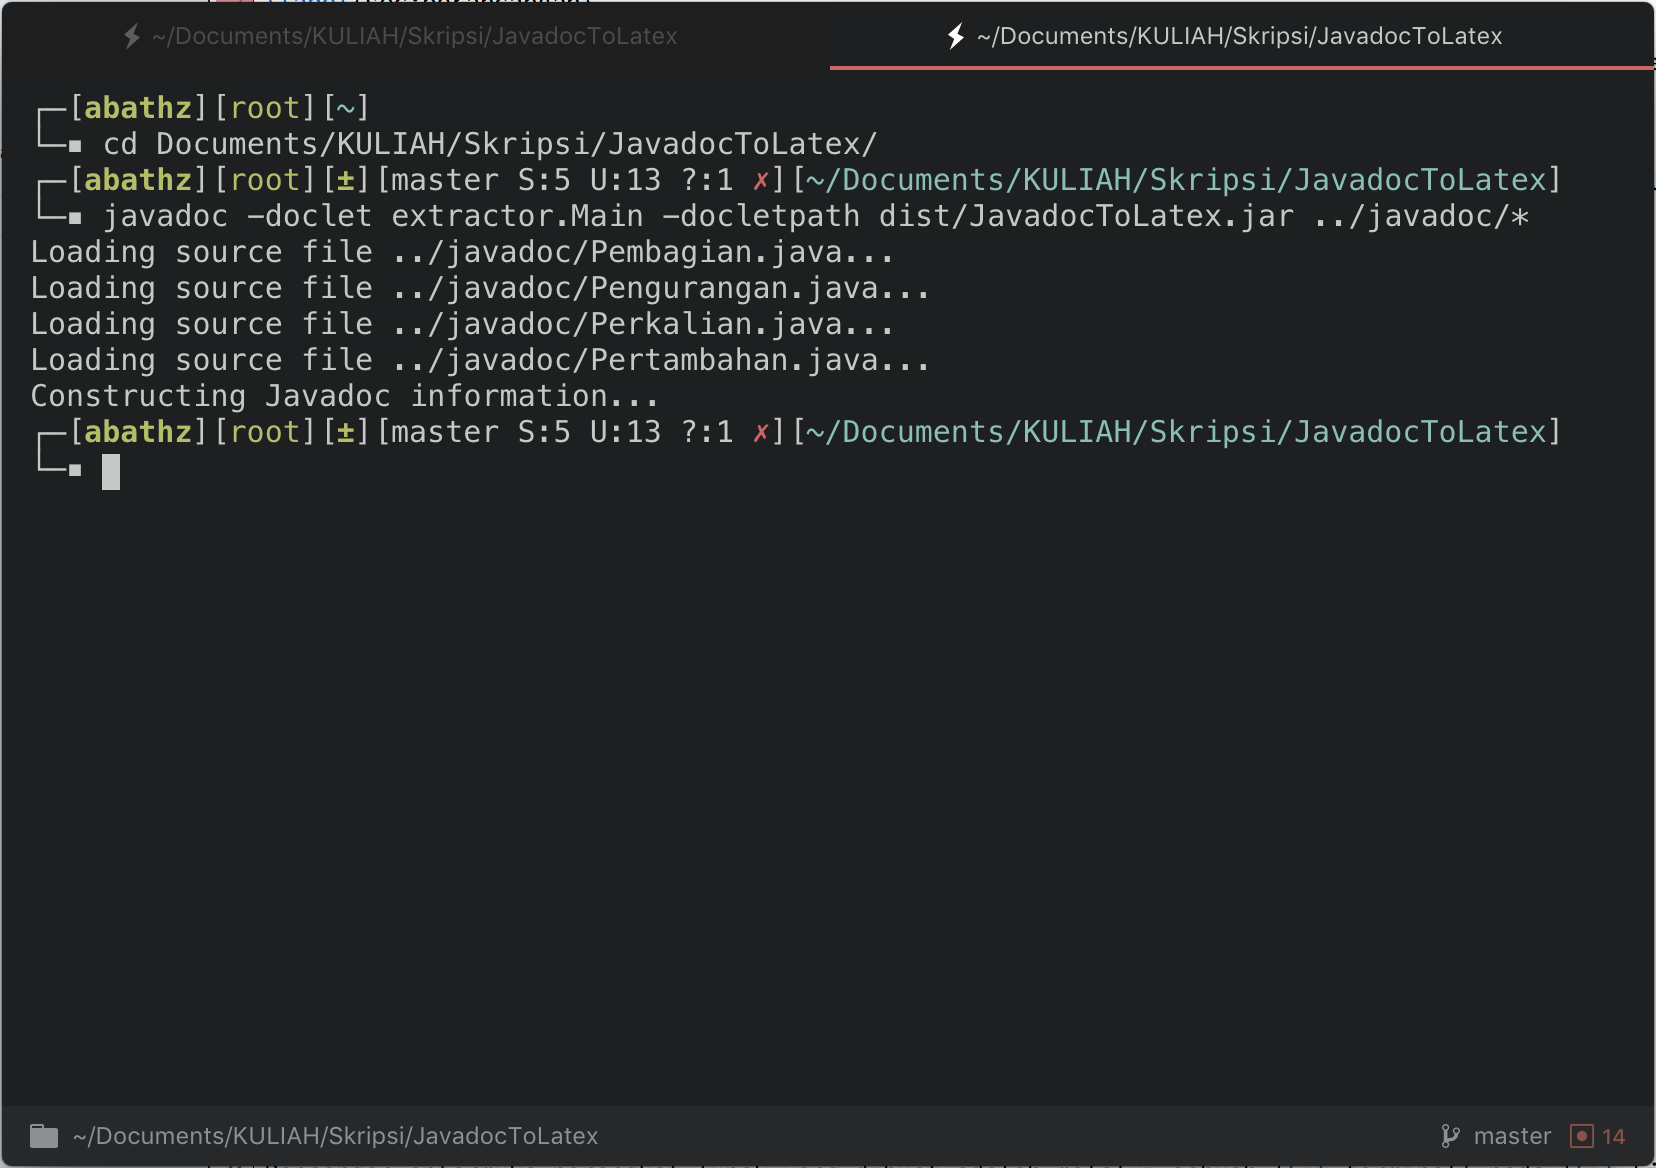 ~/Documents/KULIAH/Skripsi/JavadocToLatex
~/Documents/KULIAH/Skripsi/JavadocToLatex
┌─[abathz][root][~]
└─▪ cd Documents/KULIAH/Skripsi/JavadocToLatex/
┌─[abathz][root][±][master S:5 U:13 ?:1 ✗][~/Documents/KULIAH/Skripsi/JavadocToLatex]
└─▪ javadoc -doclet extractor.Main -docletpath dist/JavadocToLatex.jar ../javadoc/*
Loading source file ../javadoc/Pembagian.java...
Loading source file ../javadoc/Pengurangan.java...
Loading source file ../javadoc/Perkalian.java...
Loading source file ../javadoc/Pertambahan.java...
Constructing Javadoc information...
┌─[abathz][root][±][master S:5 U:13 ?:1 ✗][~/Documents/KULIAH/Skripsi/JavadocToLatex]
└─▪
~/Documents/KULIAH/Skripsi/JavadocToLatex
master 14